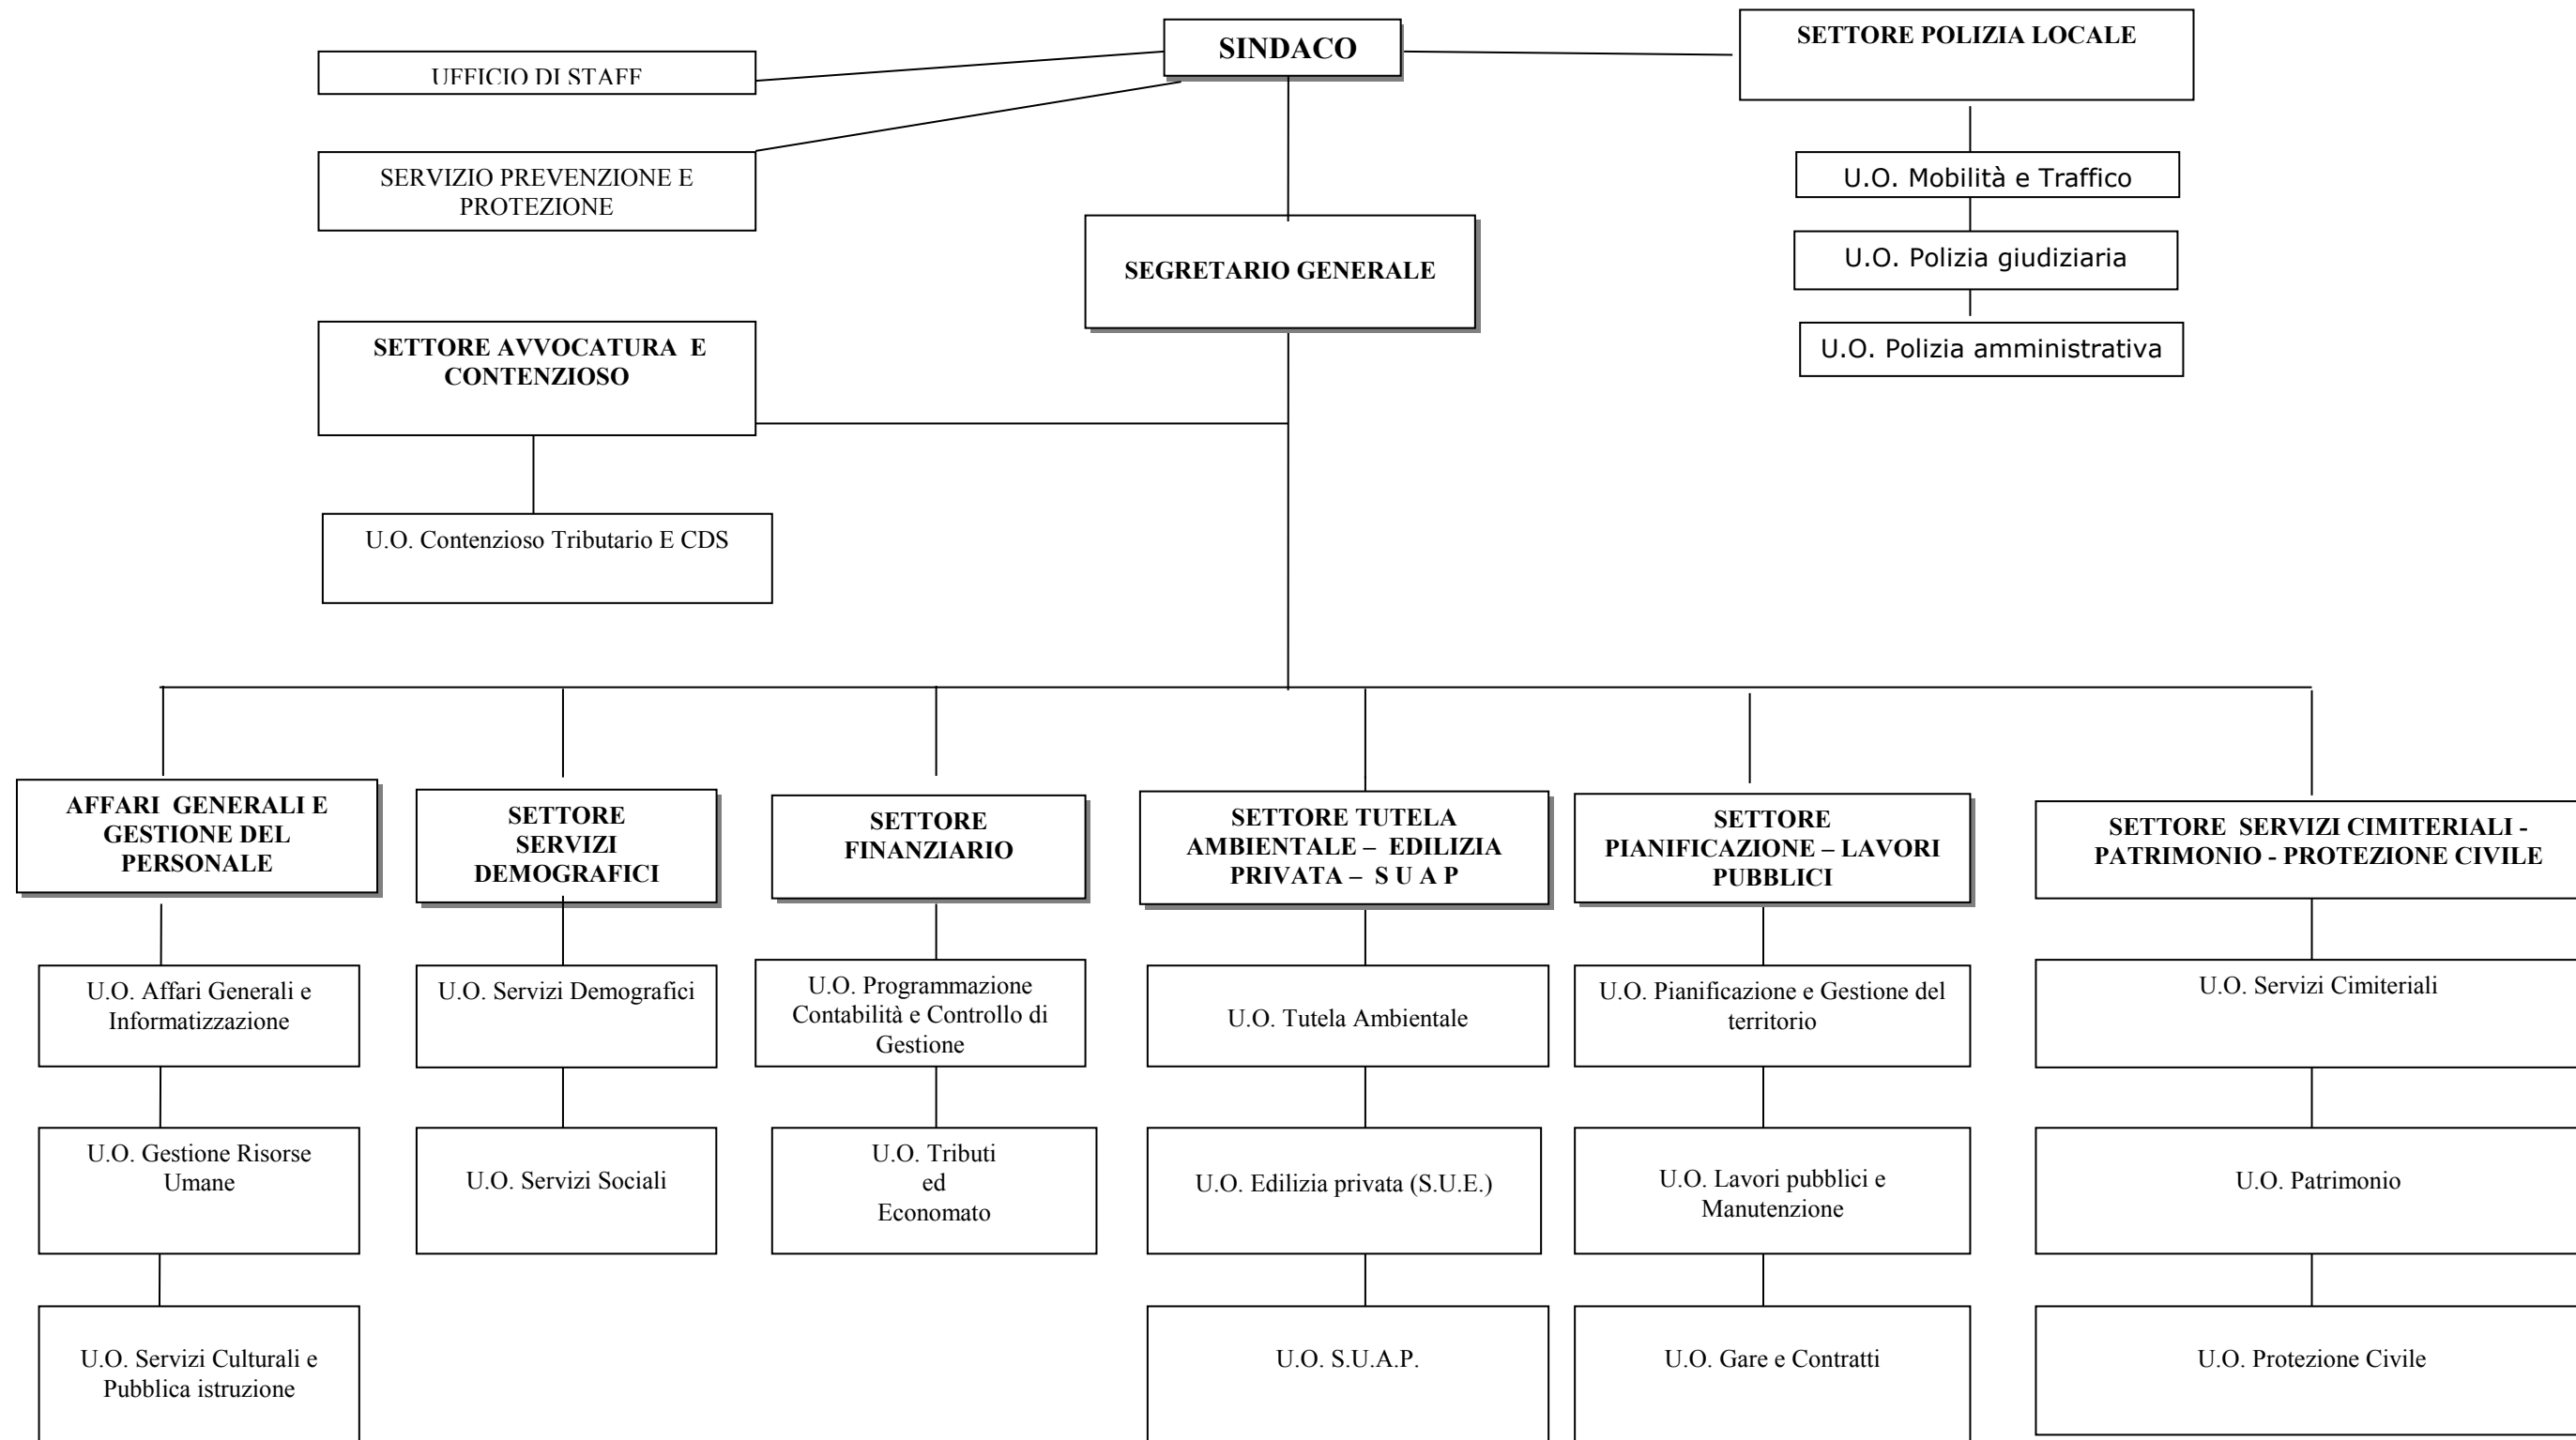 SINDACO
SETTORE POLIZIA LOCALE
UFFICIO DI STAFF
SERVIZIO PREVENZIONE E
PROTEZIONE
U.O. Mobilità e Traffico
U.O. Polizia giudiziaria
U.O. Polizia amministrativa
SEGRETARIO GENERALE
SETTORE AVVOCATURA E
CONTENZIOSO
U.O. Contenzioso Tributario E CDS
AFFARI GENERALI E
GESTIONE DEL
PERSONALE
SETTORE
SERVIZI
DEMOGRAFICI
SETTORE
FINANZIARIO
SETTORE TUTELA
AMBIENTALE – EDILIZIA
PRIVATA – S U A P
SETTORE
PIANIFICAZIONE – LAVORI
PUBBLICI
SETTORE SERVIZI CIMITERIALI -
PATRIMONIO - PROTEZIONE CIVILE
U.O. Affari Generali e
Informatizzazione
U.O. Servizi Demografici
U.O. Programmazione
Contabilità e Controllo di
Gestione
U.O. Tutela Ambientale
U.O. Pianificazione e Gestione del
territorio
U.O. Servizi Cimiteriali
U.O. Gestione Risorse
Umane
U.O. Servizi Sociali
U.O. Tributi
ed
Economato
U.O. Edilizia privata (S.U.E.)
U.O. Lavori pubblici e
Manutenzione
U.O. Patrimonio
U.O. Servizi Culturali e
Pubblica istruzione
U.O. S.U.A.P.
U.O. Gare e Contratti
U.O. Protezione Civile